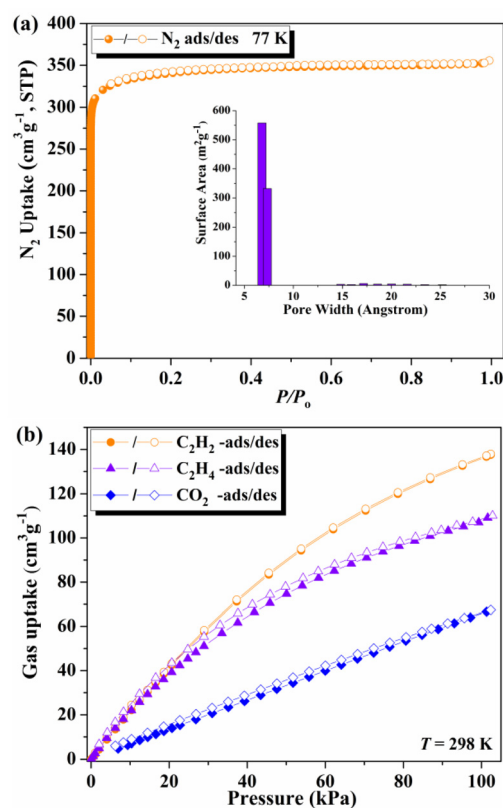 (a)
/ N₂ ads/des 77 K
400
350
300
250
200
150
100
50
0
N₂ Uptake (cm³g⁻¹, STP)
600
500
400
300
200
100
0
Surface Area (m²g⁻¹)
5 10 15 20 25 30
Pore Width (Angstrom)
0.0 0.2 0.4 0.6 0.8 1.0
P/Pₒ
(b)
/ C₂H₂ -ads/des
/ C₂H₄ -ads/des
/ CO₂ -ads/des
140
120
100
80
60
40
20
0
Gas uptake (cm³g⁻¹)
T = 298 K
0 20 40 60 80 100
Pressure (kPa)